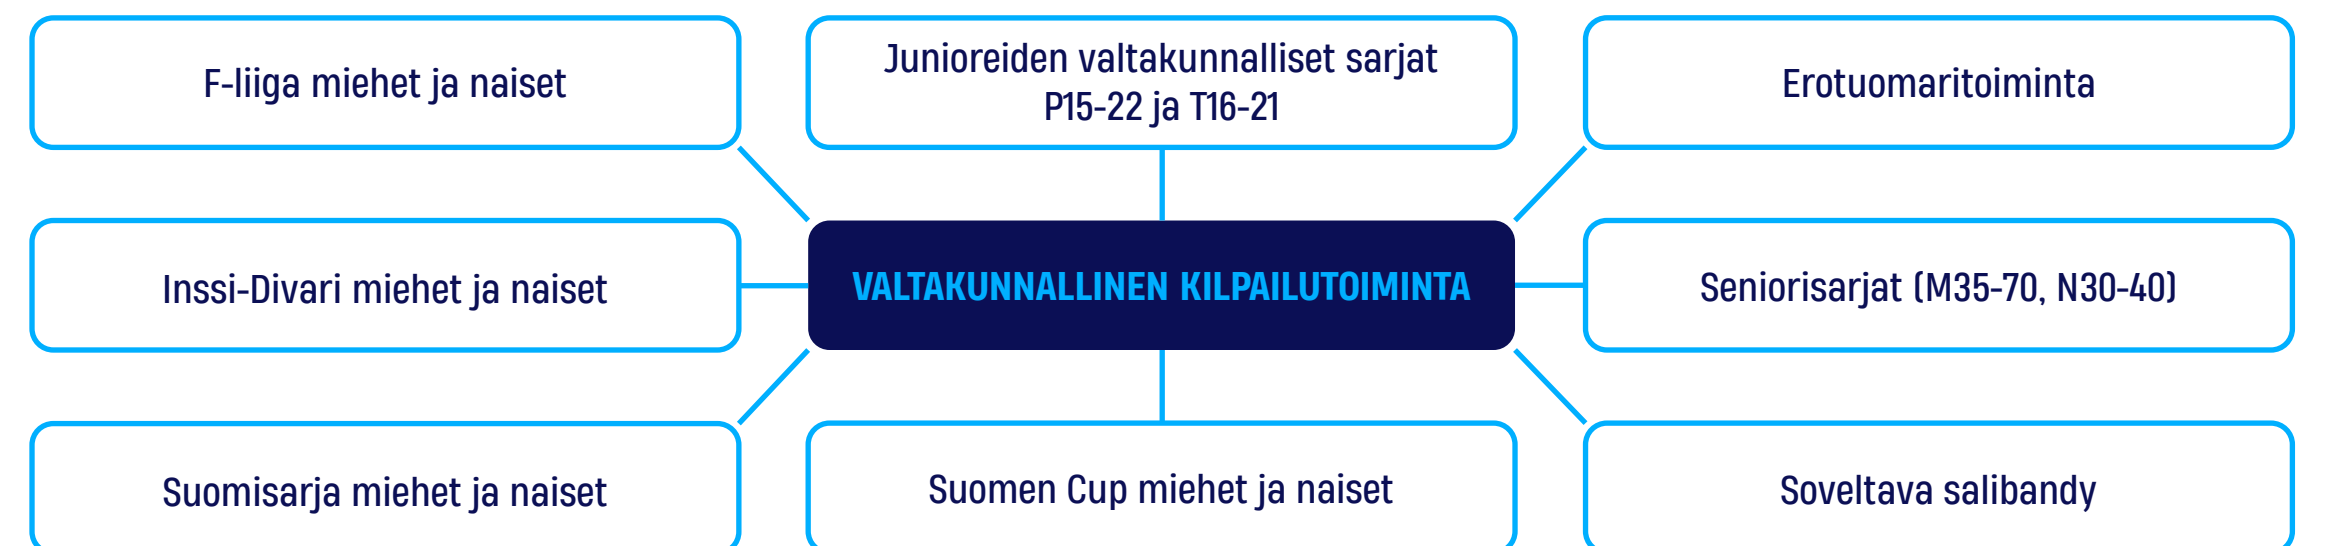 F-liiga miehet ja naiset
Junioreiden valtakunnalliset sarjat
P15-22 ja T16-21
Erotuomaritoiminta
Inssi-Divari miehet ja naiset
VALTAKUNNALLINEN KILPAILUTOIMINTA
Seniorisarjat (M35-70, N30-40)
Suomisarja miehet ja naiset
Suomen Cup miehet ja naiset
Soveltava salibandy